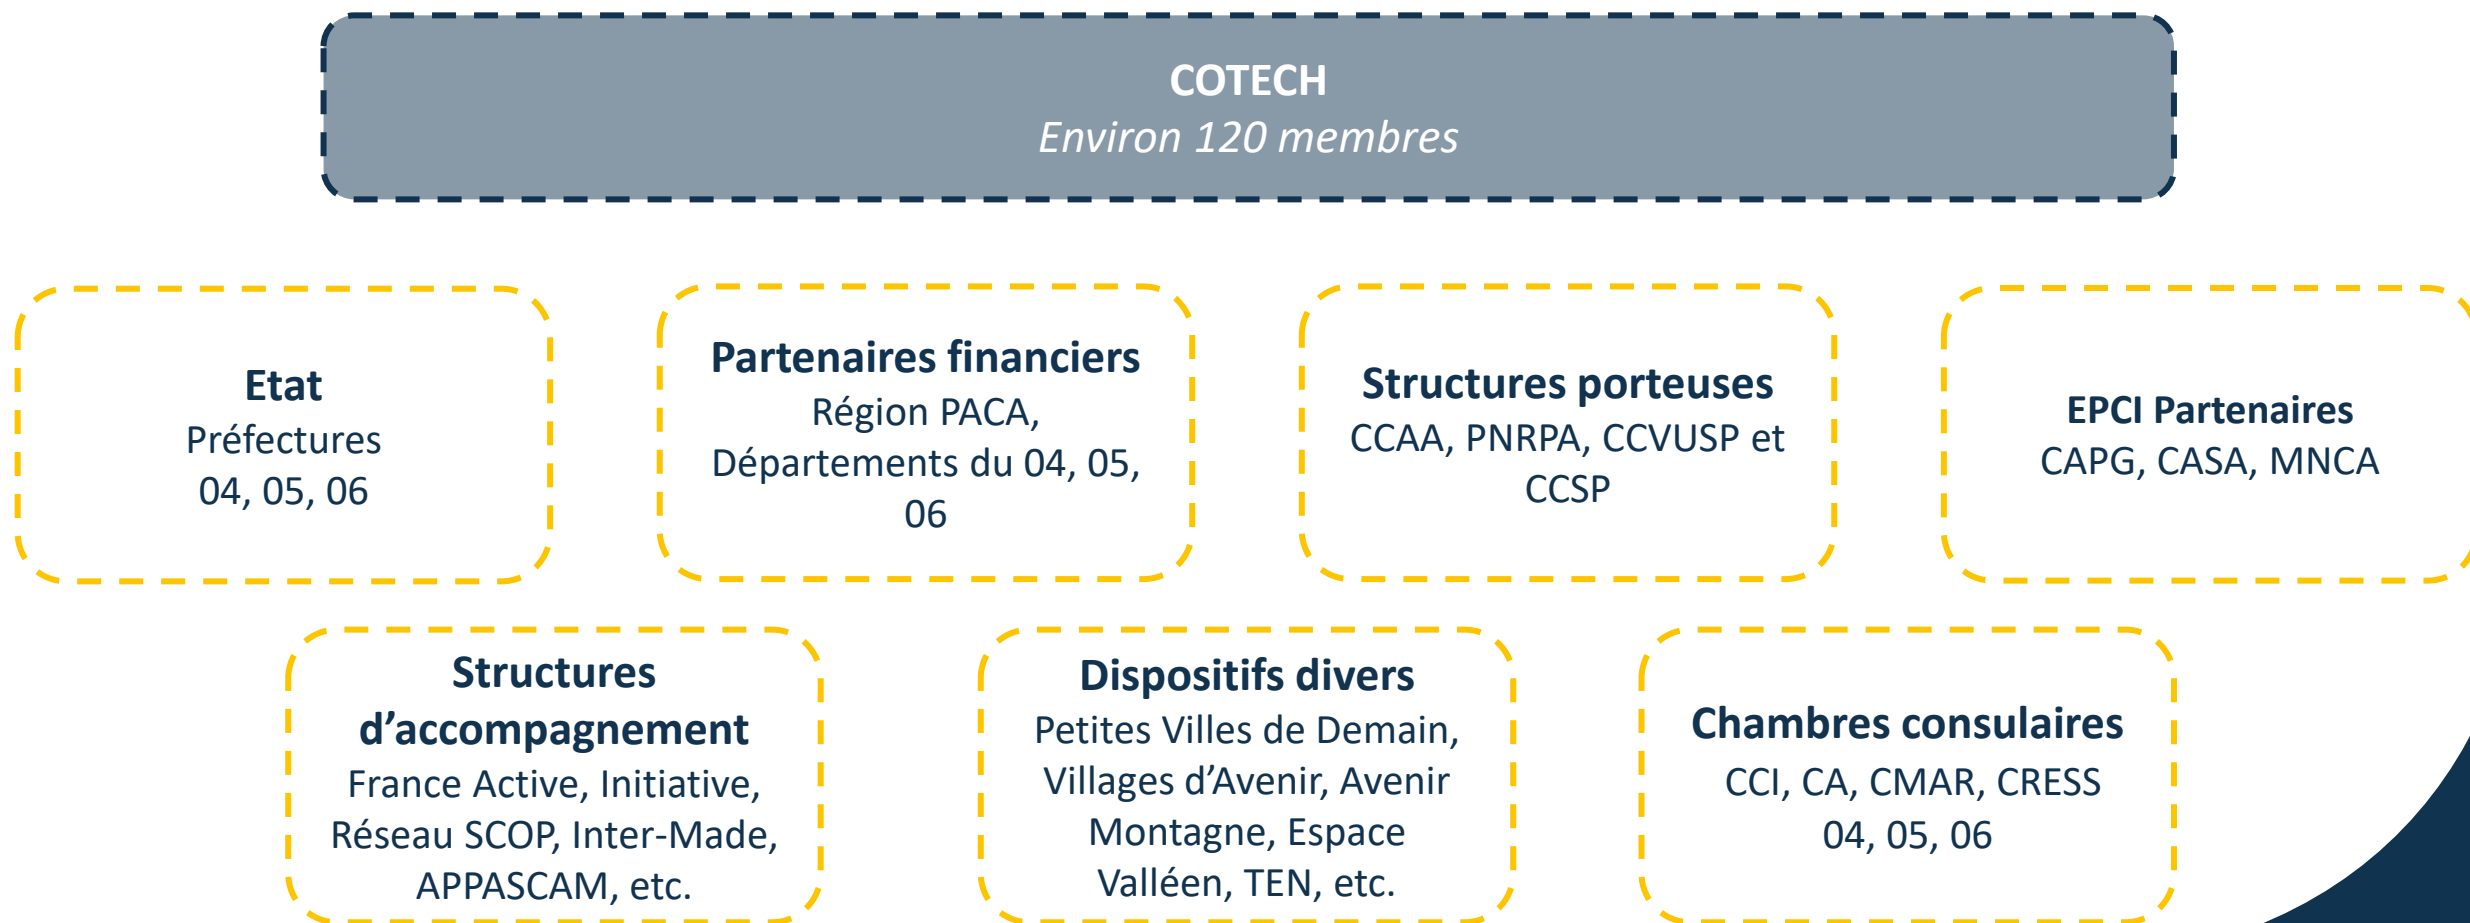 COTECH
Environ 120 membres
Etat
Préfectures
04, 05, 06
Partenaires financiers
Région PACA,
Départements du 04, 05,
06
Structures porteuses
CCAA, PNRPA, CCVUSP et
CCSP
EPCI Partenaires
CAPG, CASA, MNCA
Structures
d’accompagnement
France Active, Initiative,
Réseau SCOP, Inter-Made,
APPASCAM, etc.
Dispositifs divers
Petites Villes de Demain,
Villages d’Avenir, Avenir
Montagne, Espace
Valléen, TEN, etc.
Chambres consulaires
CCI, CA, CMAR, CRESS
04, 05, 06